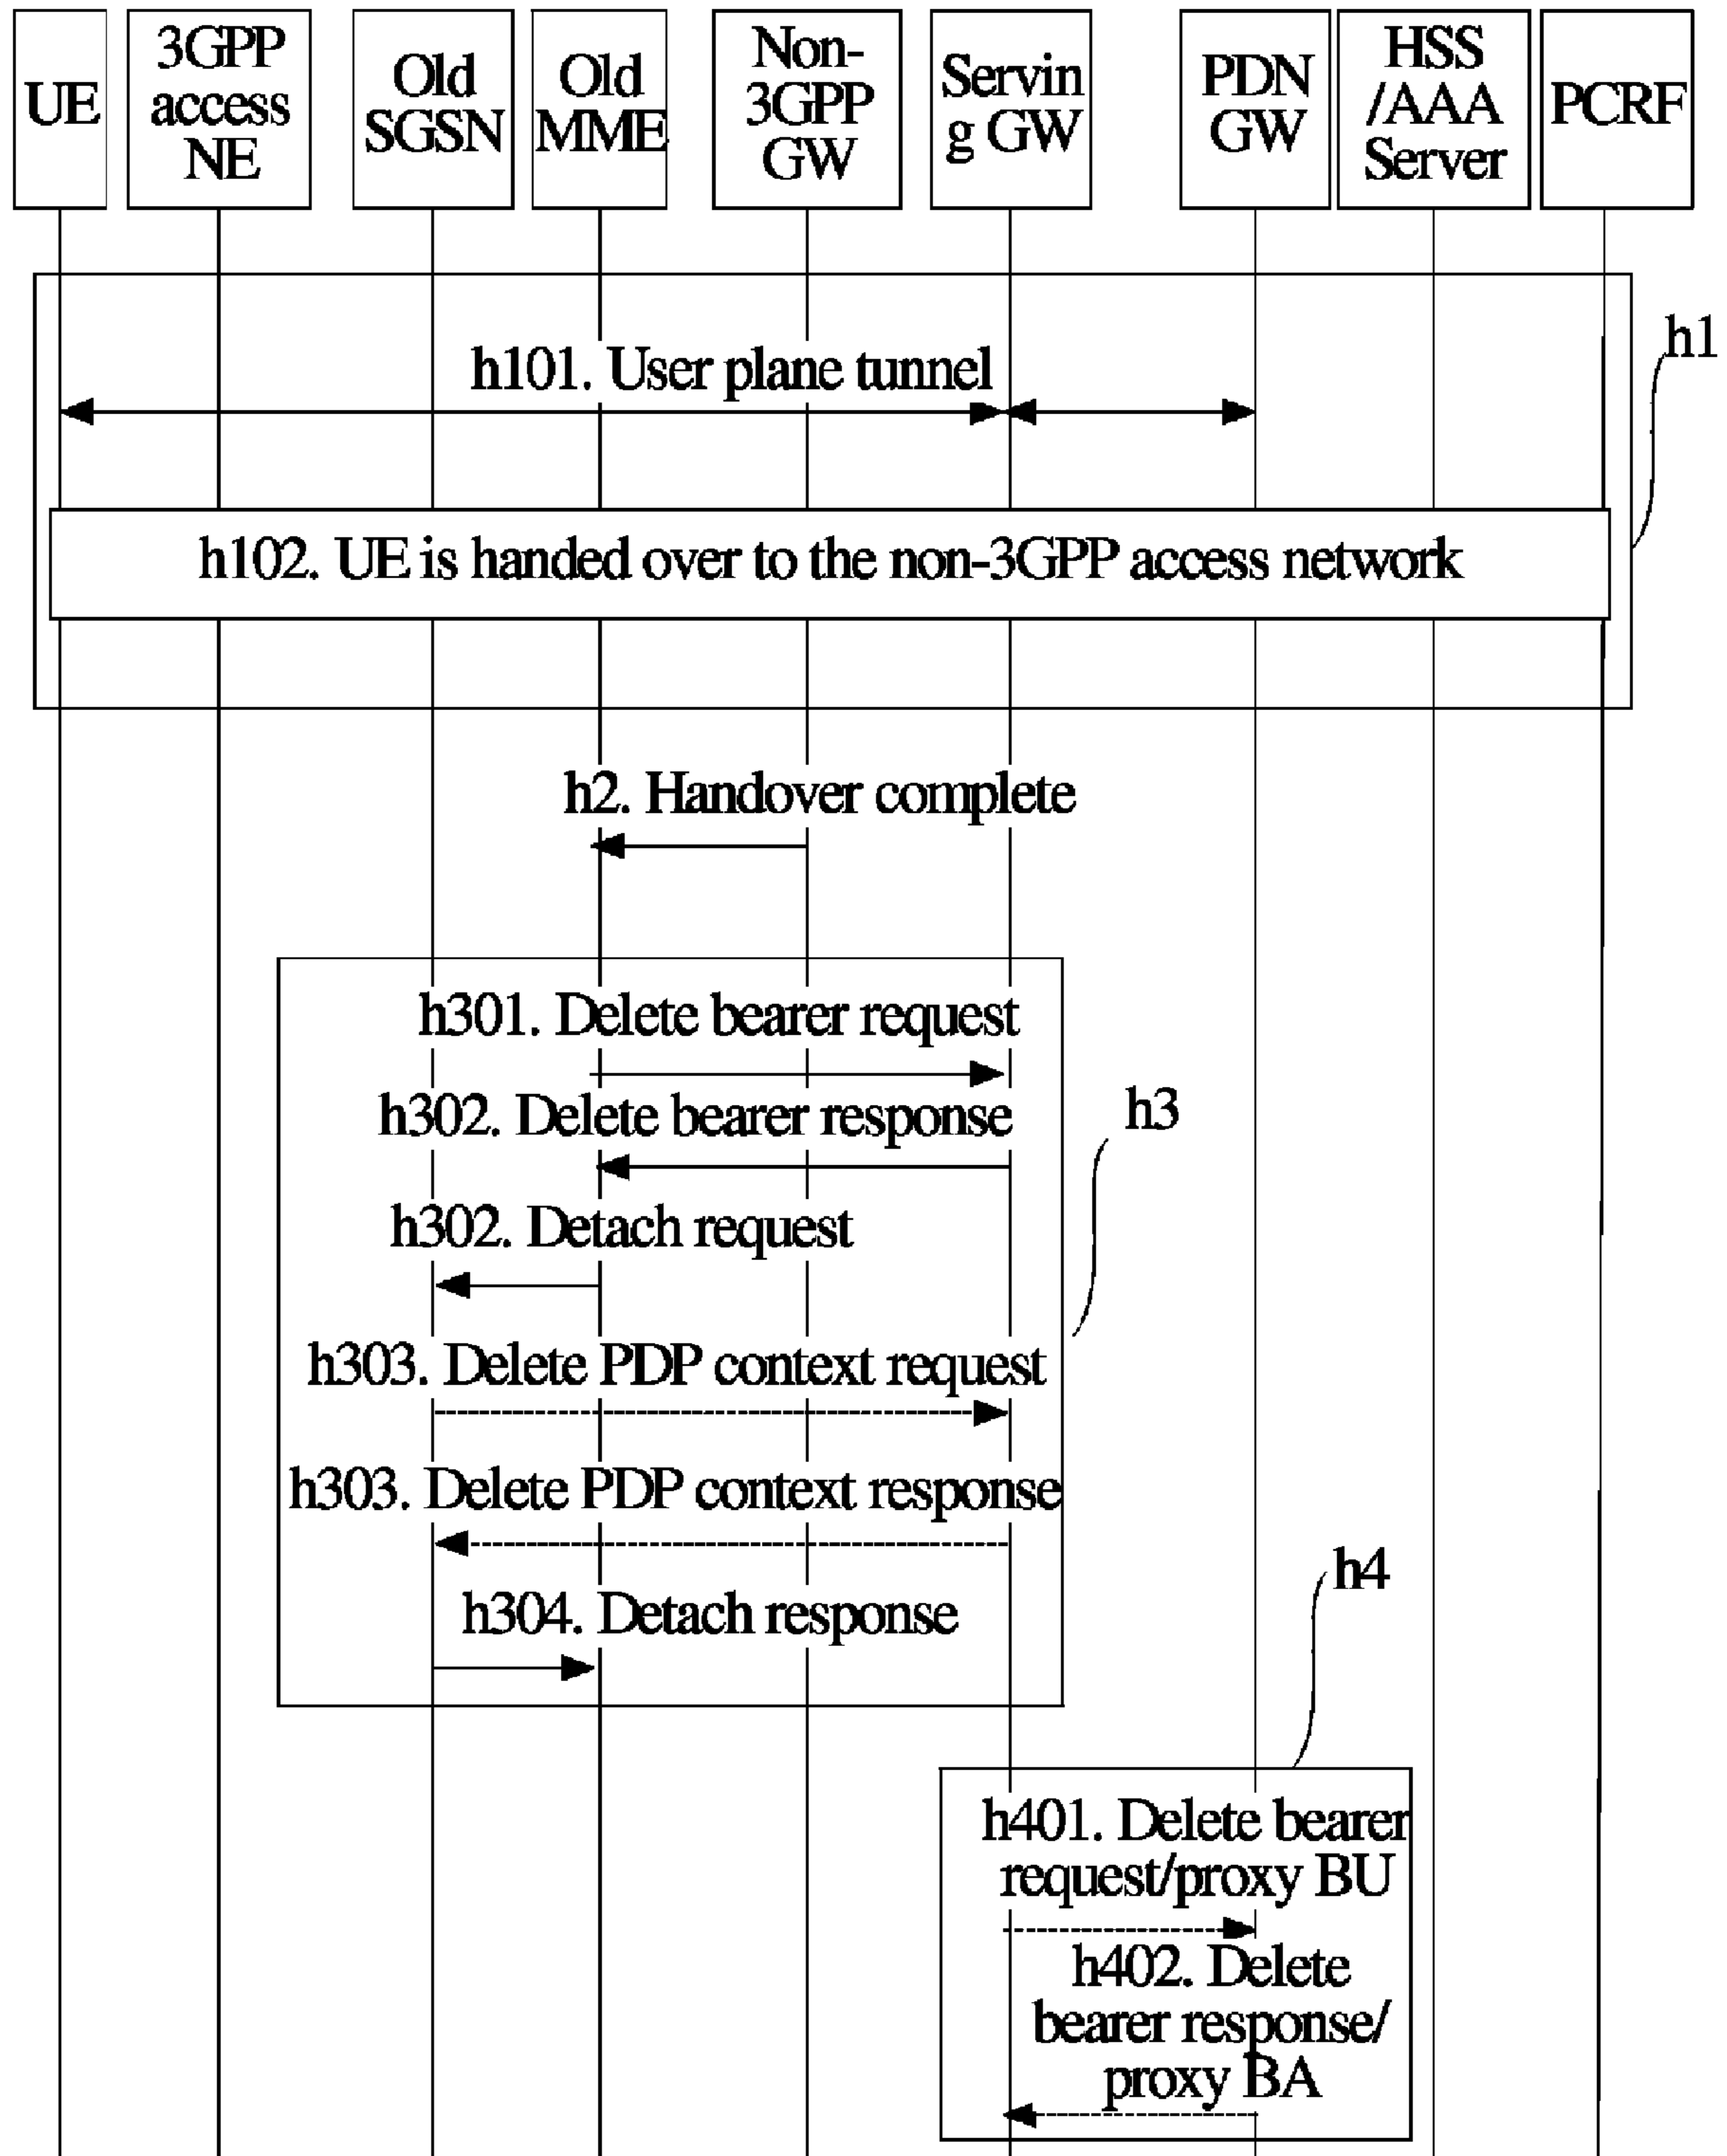 UE
3GPP
access
NE
Old
SGSN
Old
MME
Non-
3GPP
GW
Servin
g GW
PDN
GW
HSS
/AAA
Server
PCRF
h1
h101. User plane tunnel
h102. UE is handed over to the non-3GPP access network
h2. Handover complete
h301. Delete bearer request
h302. Delete bearer response
h3
h302. Detach request
h303. Delete PDP context request
h303. Delete PDP context response
h4
h304. Detach response
h401. Delete bearer
request/proxy BU
h402. Delete
bearer response/
proxy BA